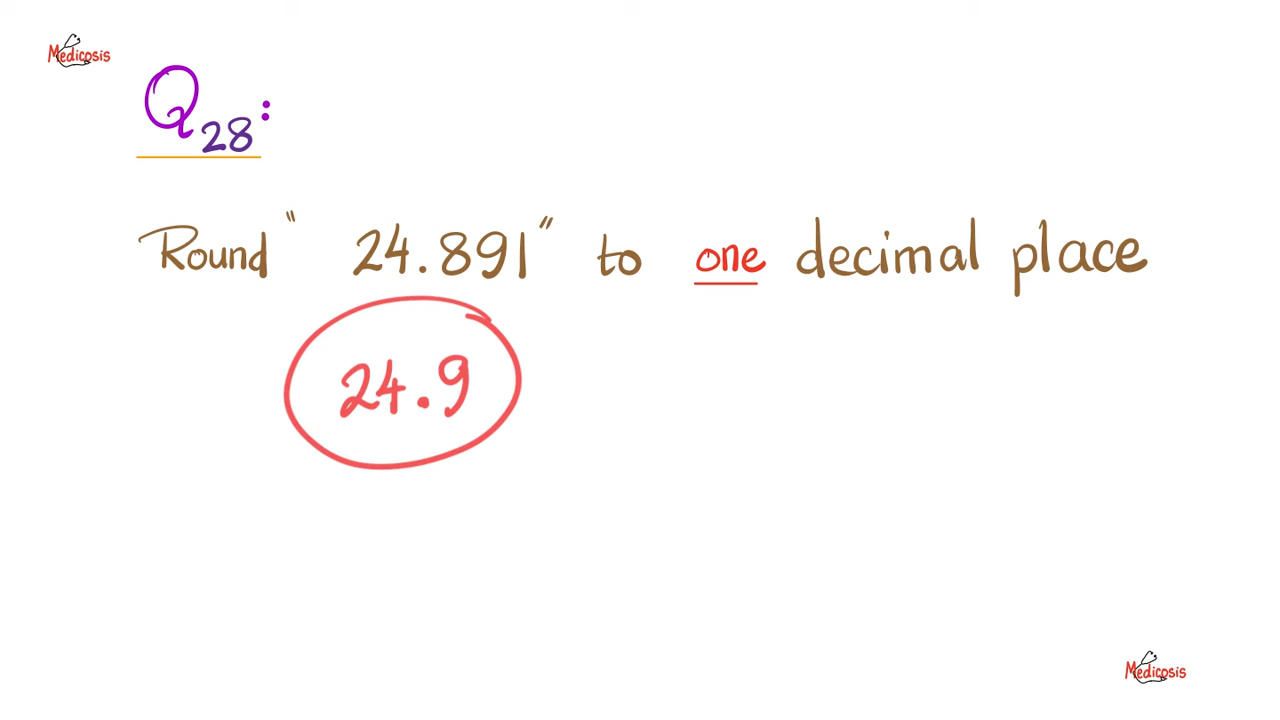 Medicosis
Q28:
Round " 24.891" to one decimal place
24.9
Medicosis